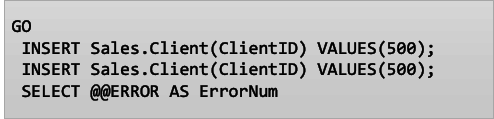 GO
INSERT Sales.Client(ClientID) VALUES(500);
INSERT Sales.Client(ClientID) VALUES(500);
SELECT @@ERROR AS ErrorNum